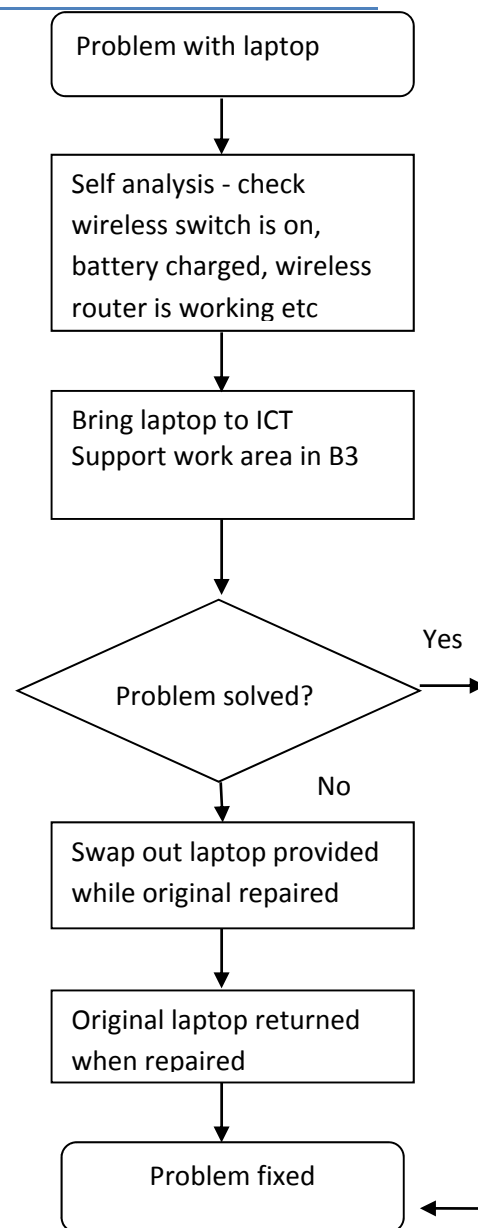 Problem with laptop
Self analysis - check
wireless switch is on,
battery charged, wireless
router is working etc
Bring laptop to ICT
Support work area in B3
Yes
Problem solved?
No
Swap out laptop provided
while original repaired
Original laptop returned
when repaired
Problem fixed